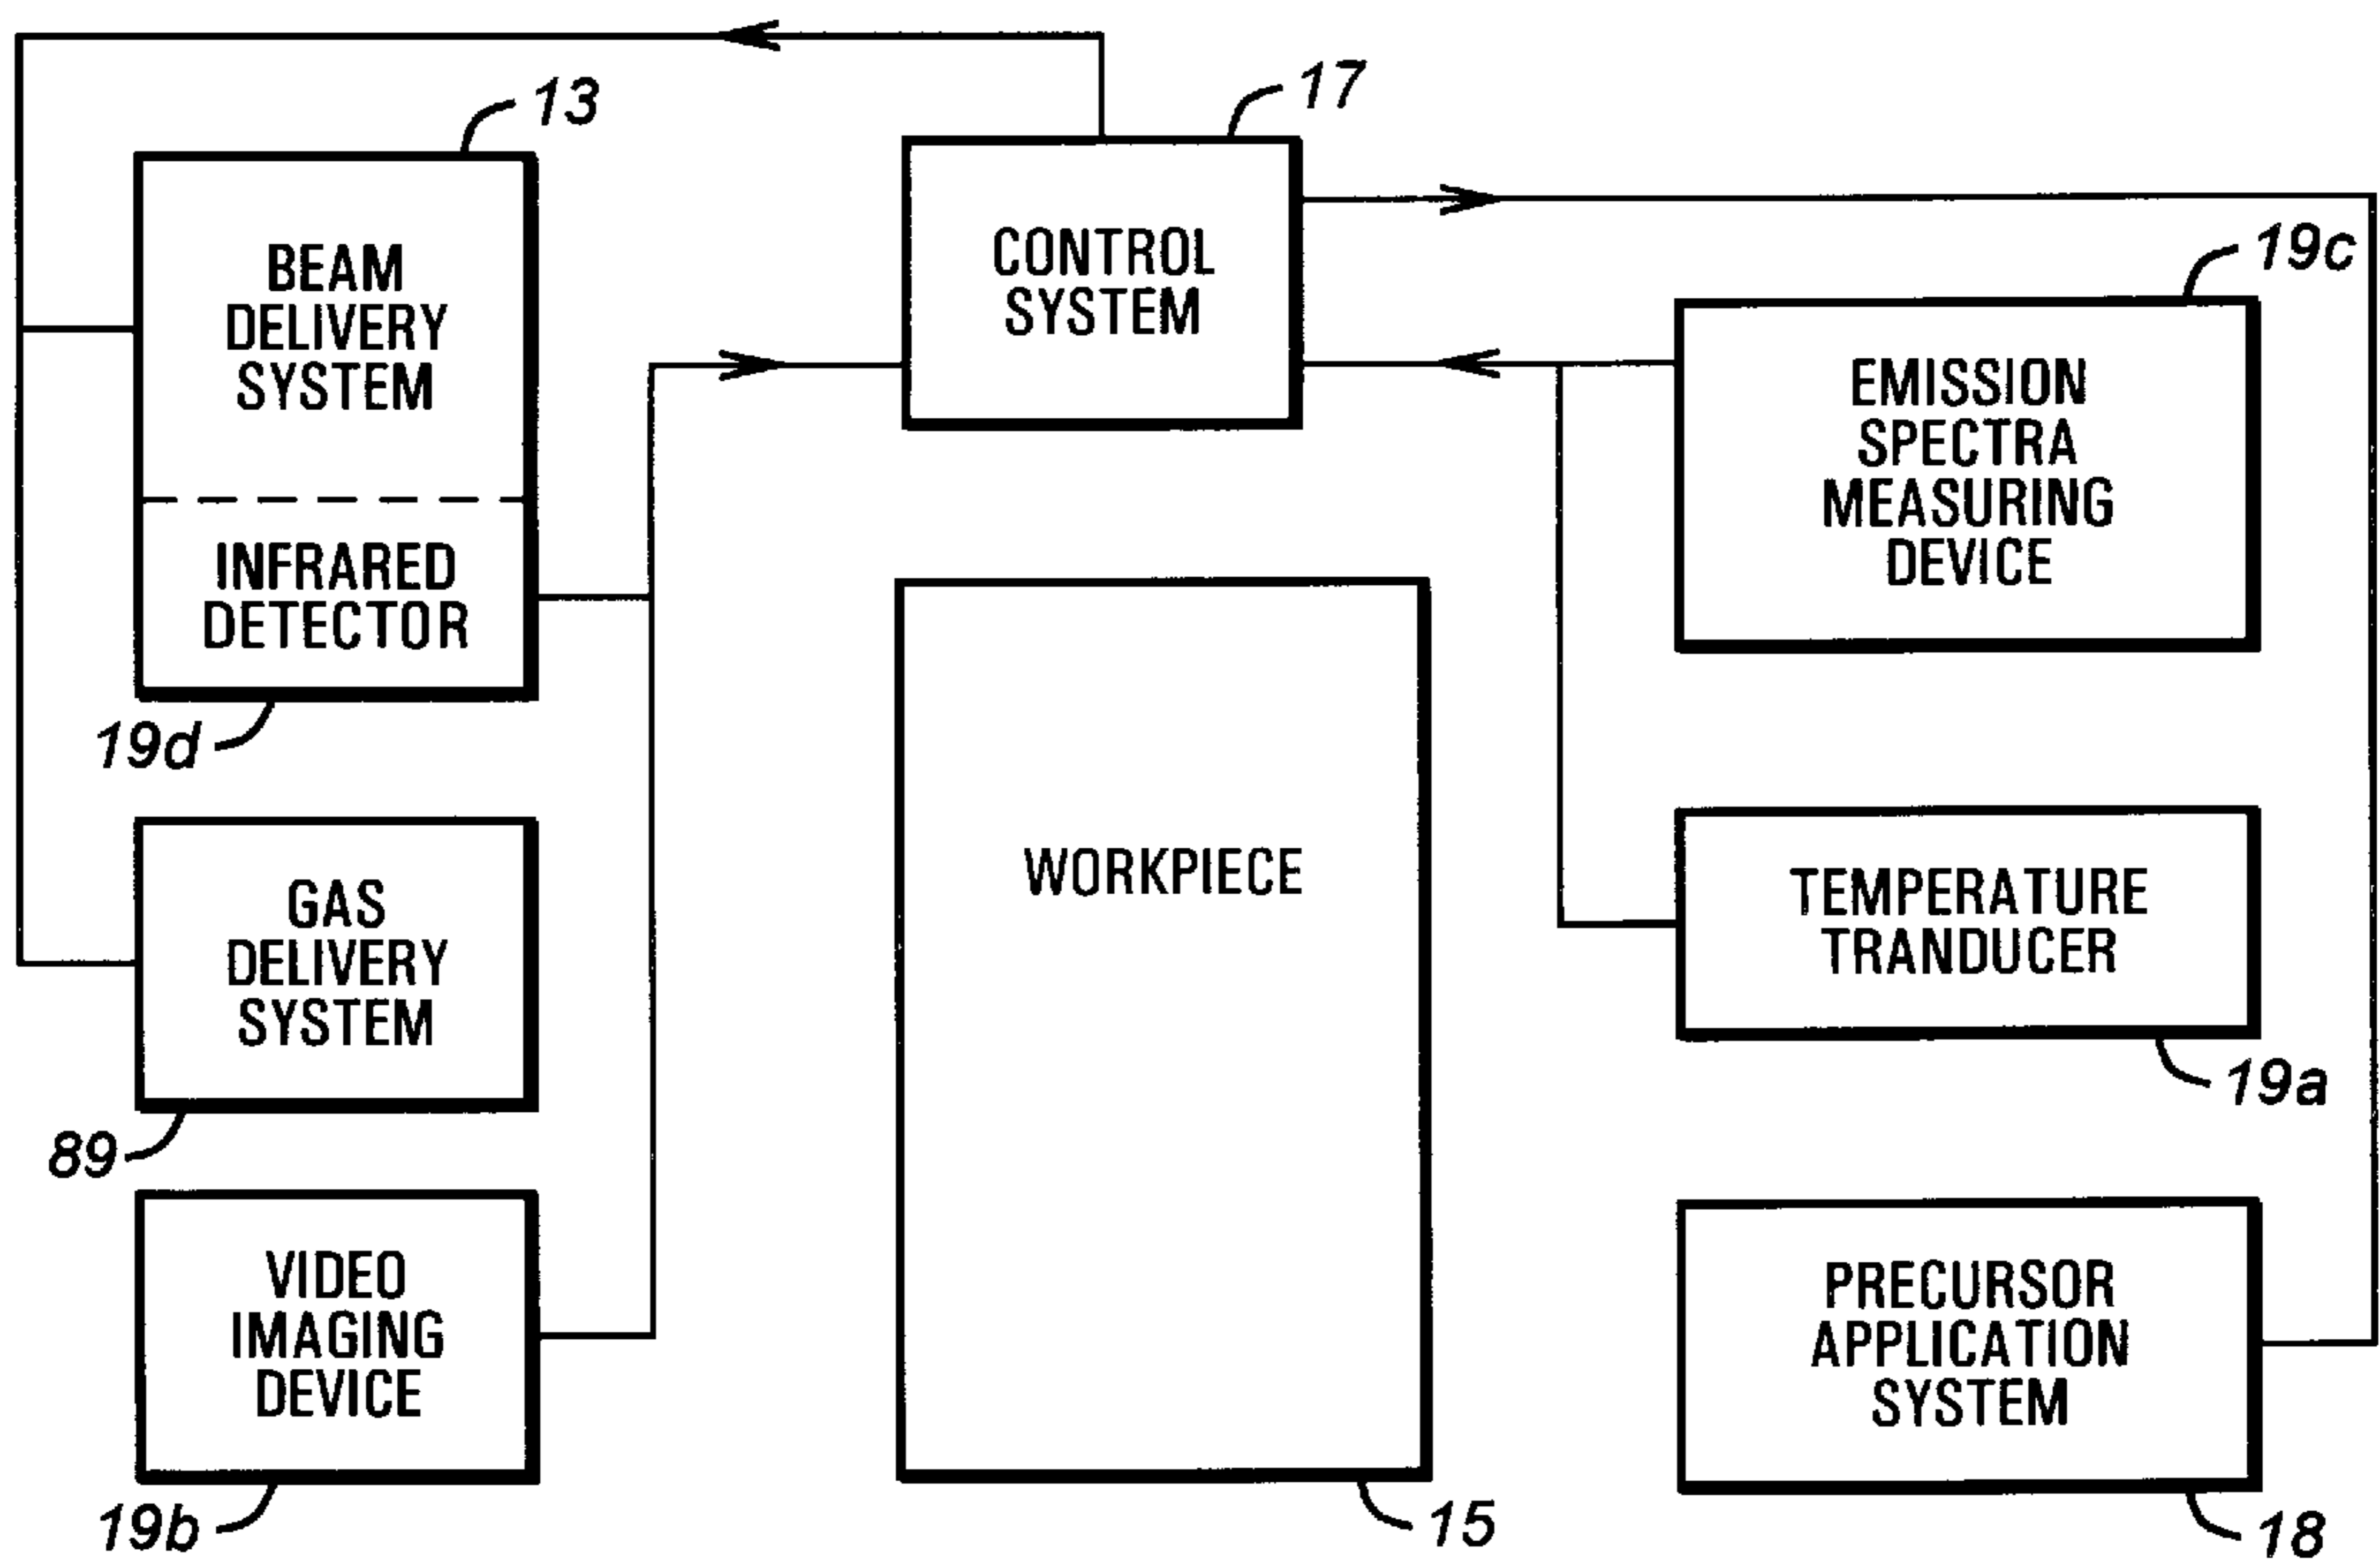 13
BEAM
DELIVERY
SYSTEM
INFRARED
DETECTOR
19d
GAS
DELIVERY
SYSTEM
89
VIDEO
IMAGING
DEVICE
19b
17
CONTROL
SYSTEM
WORKPIECE
15
19c
EMISSION
SPECTRA
MEASURING
DEVICE
TEMPERATURE
TRANDUCER
19a
PRECURSOR
APPLICATION
SYSTEM
18